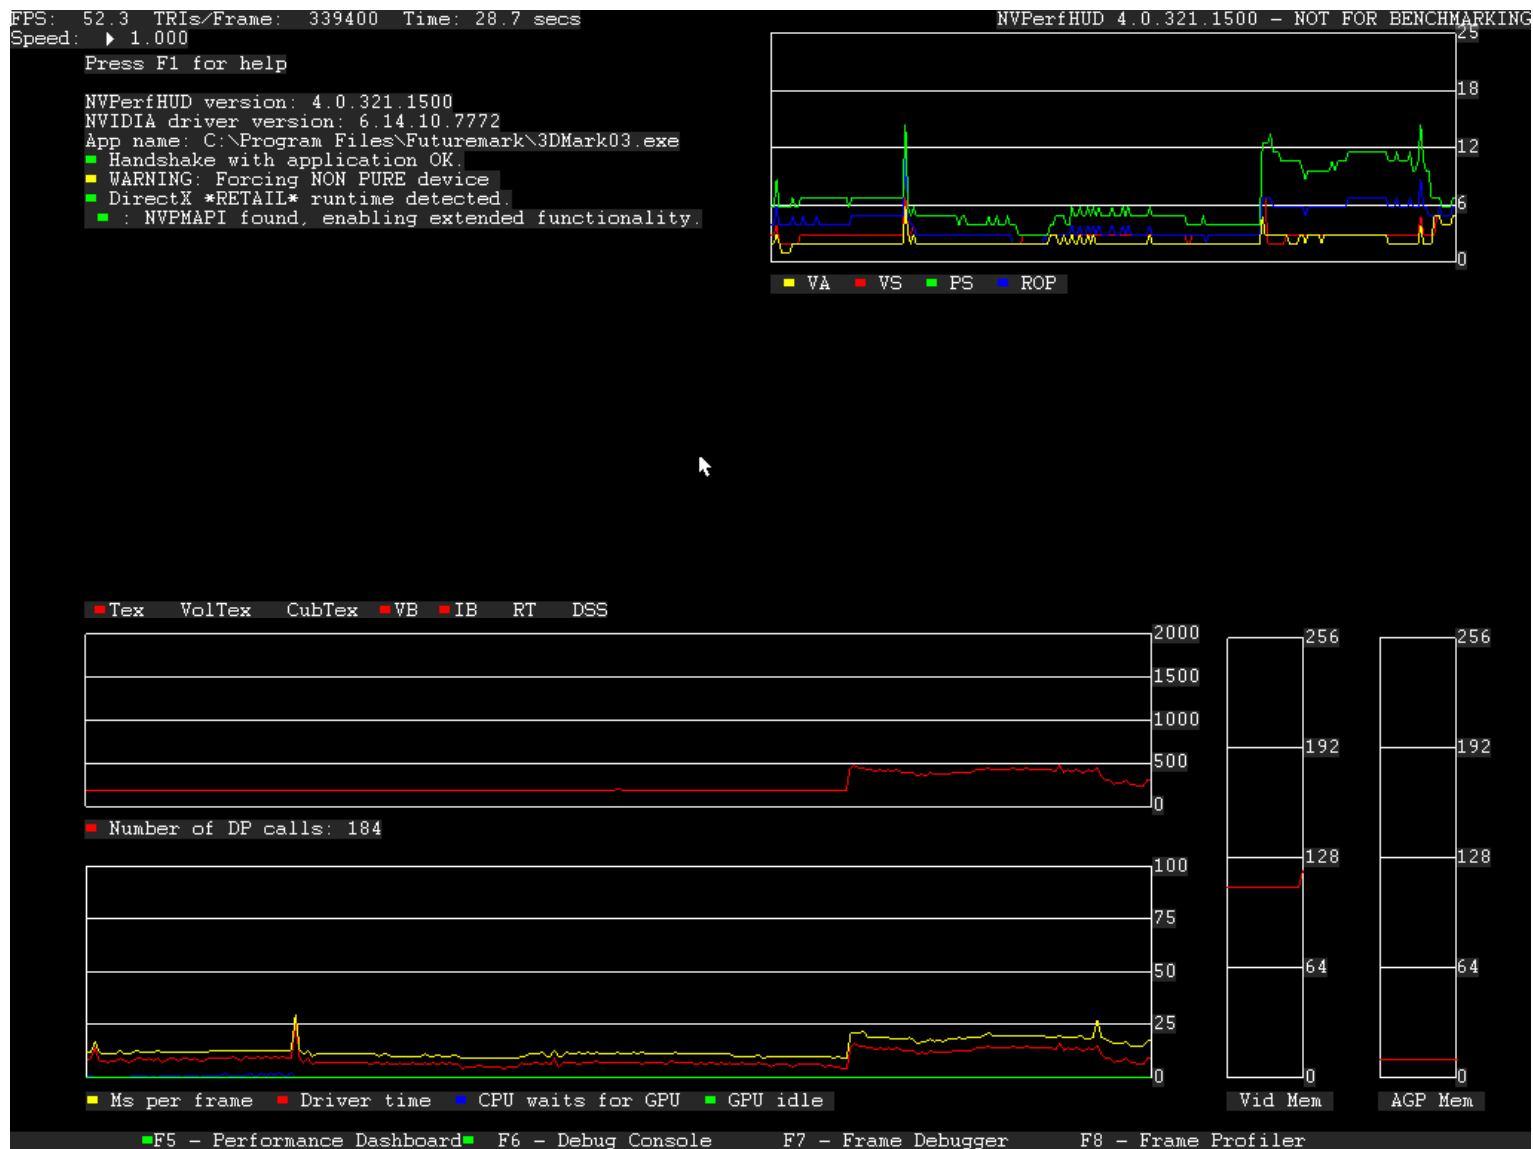 FPS: 52.3 TRIs/Frame: 339400 Time: 28.7 secs
NVPerfHUD 4.0.321.1500 – NOT FOR BENCHMARKING
Speed: 1.000
Press F1 for help
NVPerfHUD version: 4.0.321.1500
NVIDIA driver version: 6.14.10.7772
App name: C:\Program Files\Futuremark\3DMark03.exe
Handshake with application OK.
WARNING: Forcing NON PURE device
DirectX *RETAIL* runtime detected.
: NVPMAPI found, enabling extended functionality.
25
18
12
6
0
VA VS PS ROP
Tex VolTex CubTex VB IB RT DSS
2000
1500
1000
500
0
Number of DP calls: 184
100
75
50
25
0
Ms per frame Driver time CPU waits for GPU GPU idle
256
192
128
64
0
Vid Mem
256
192
128
64
0
AGP Mem
F5 – Performance Dashboard F6 – Debug Console F7 – Frame Debugger F8 – Frame Profiler